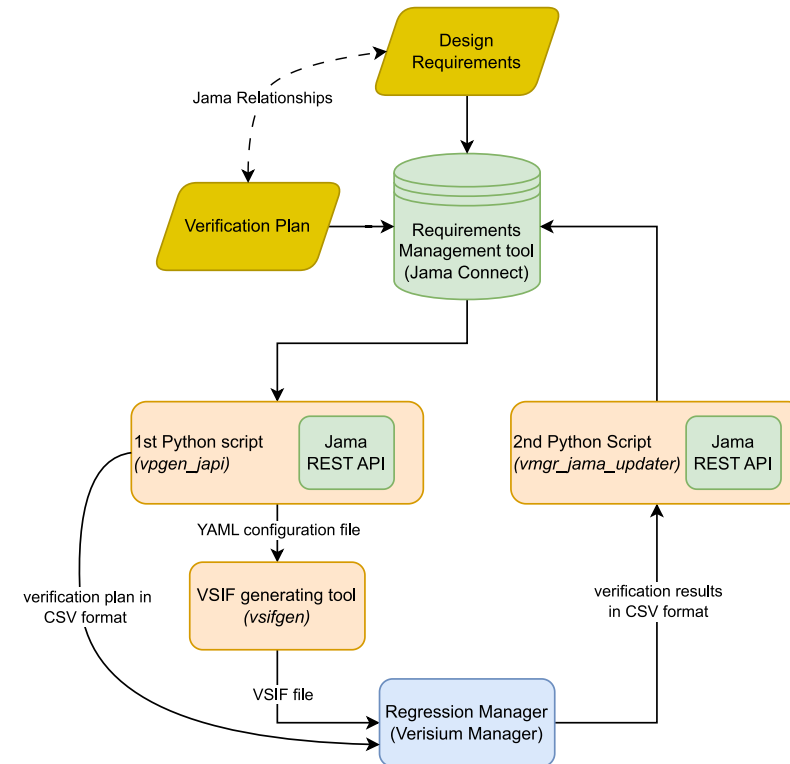 Design
Requirements
Jama Relationships
Verification Plan
Requirements
Management tool
(Jama Connect)
1st Python script
(vpgen_japi)
Jama
REST API
2nd Python Script
(vmgr_jama_updater)
Jama
REST API
YAML configuration file
VSIF generating tool
(vsifgen)
verification plan in
CSV format
verification results
in CSV format
VSIF file
Regression Manager
(Verisium Manager)